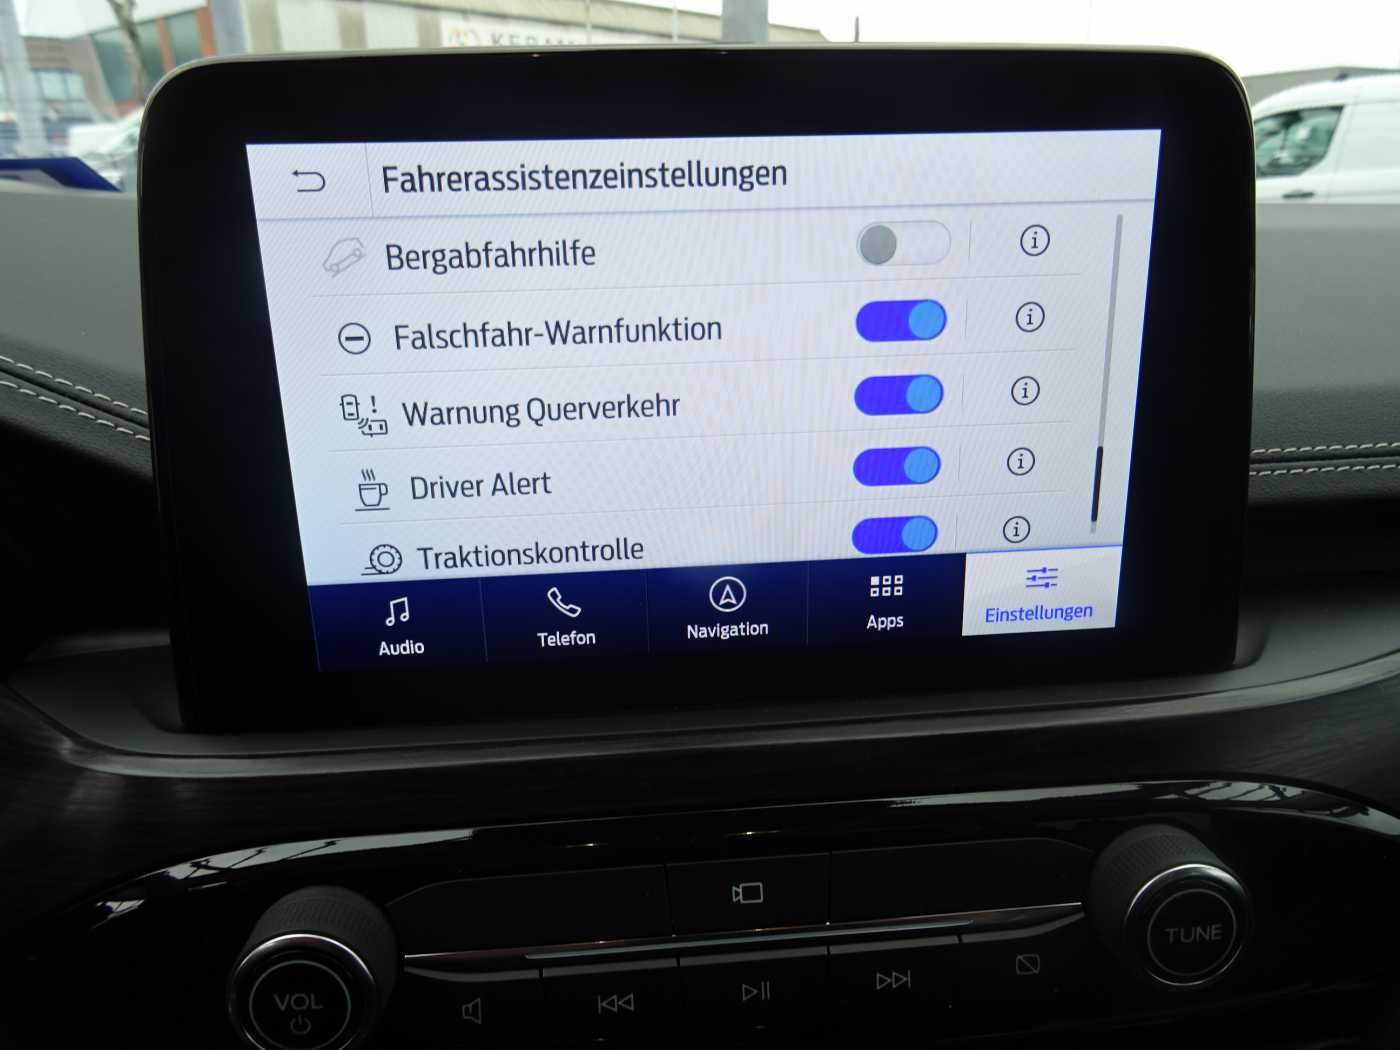 Fahrerassistenzeinstellungen
Bergabfahrhilfe
Falschfahr-Warnfunktion
Warnung Querverkehr
Driver Alert
Traktionskontrolle
Audio
Telefon
Navigation
Apps
Einstellungen
VOL
TUNE